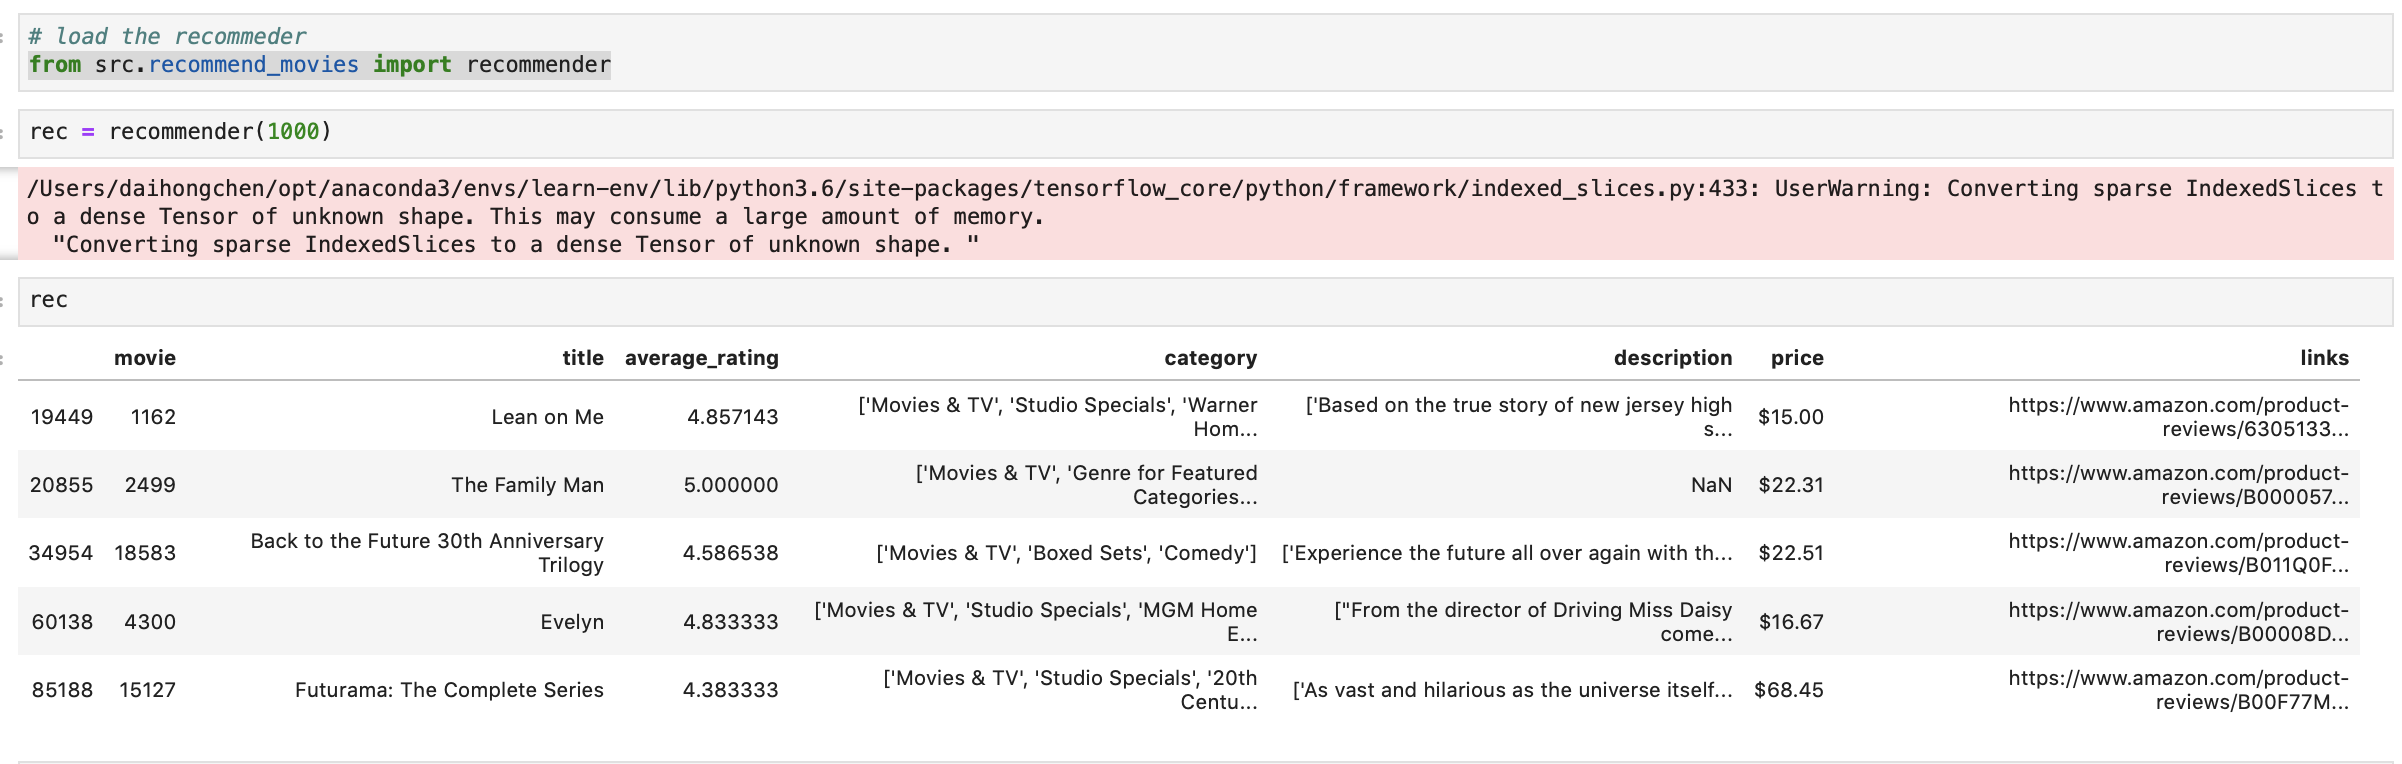 # load the recommeder
from src.recommend_movies import recommender
rec = recommender(1000)
/Users/daihongchen/opt/anaconda3/envs/learn-env/lib/python3.6/site-packages/tensorflow_core/python/framework/indexed_slices.py:433: UserWarning: Converting sparse IndexedSlices t
o a dense Tensor of unknown shape. This may consume a large amount of memory.
"Converting sparse IndexedSlices to a dense Tensor of unknown shape. "
rec
movie title average_rating category description price links
19449 1162 Lean on Me 4.857143 ['Movies & TV', 'Studio Specials', 'Warner Hom... ['Based on the true story of new jersey high s... $15.00 https://www.amazon.com/product-reviews/6305133...
20855 2499 The Family Man 5.000000 ['Movies & TV', 'Genre for Featured Categories... NaN $22.31 https://www.amazon.com/product-reviews/B000057...
34954 18583 Back to the Future 30th Anniversary Trilogy 4.586538 ['Movies & TV', 'Boxed Sets', 'Comedy'] ['Experience the future all over again with th... $22.51 https://www.amazon.com/product-reviews/B011Q0F...
60138 4300 Evelyn 4.833333 ['Movies & TV', 'Studio Specials', 'MGM Home E... ["From the director of Driving Miss Daisy come... $16.67 https://www.amazon.com/product-reviews/B00008D...
85188 15127 Futurama: The Complete Series 4.383333 ['Movies & TV', 'Studio Specials', '20th Centu... ['As vast and hilarious as the universe itself... $68.45 https://www.amazon.com/product-reviews/B00F77M...